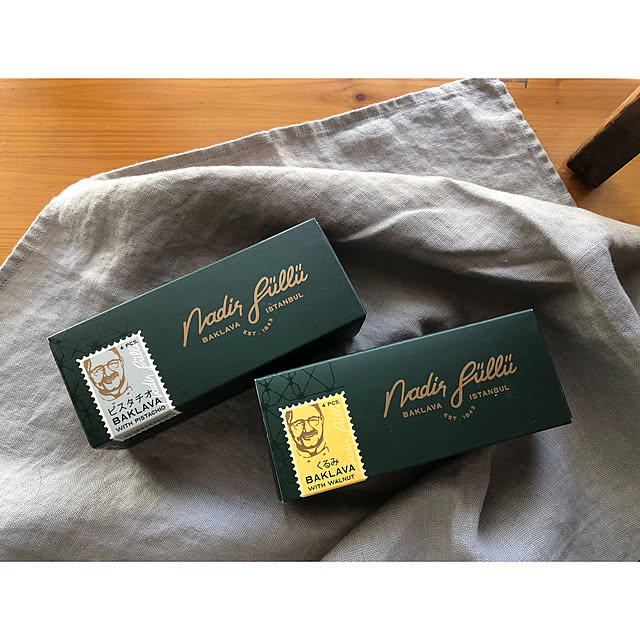 Nadir Güllü
BAKLAVA ISTANBUL
EST. 1843
4 PCS.
ピスタチオ
BAKLAVA
WITH PISTACHIO
Nadir Güllü
BAKLAVA ISTANBUL
EST. 1843
4 PCS.
くるみ
BAKLAVA
WITH WALNUT